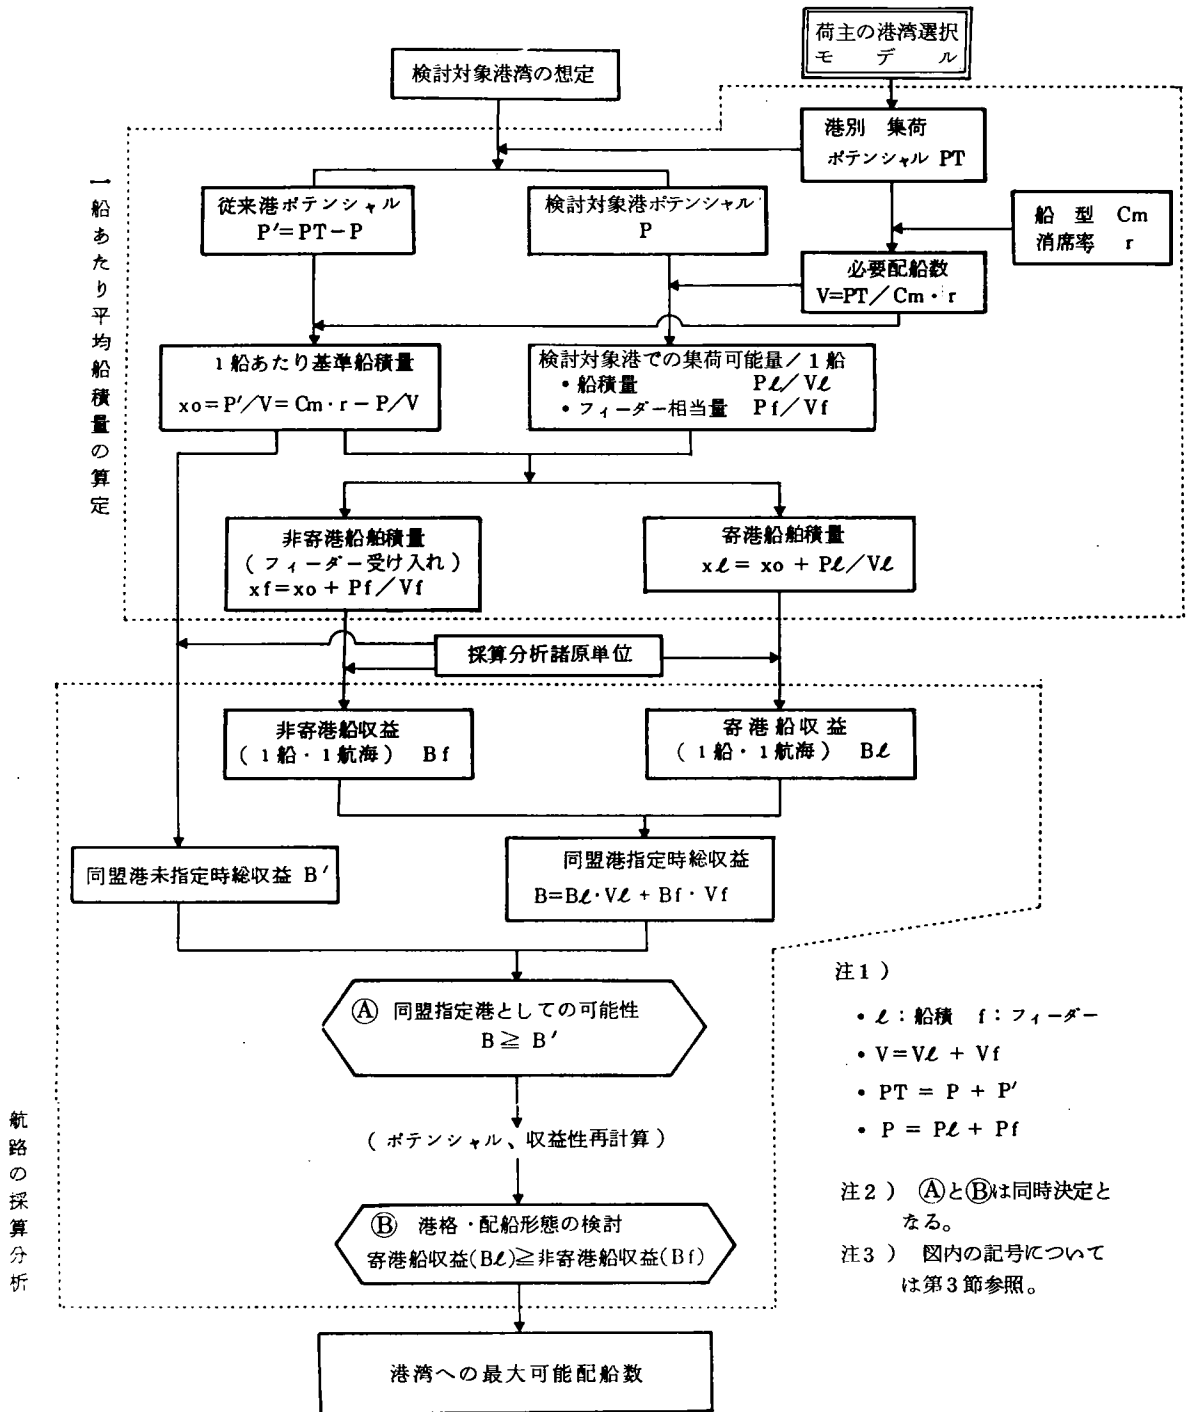 荷主の港湾選択
モデル
検討対象港湾の想定
港別 集荷
ポテンシャル PT
従来港ポテンシャル
P′=PT-P
検討対象港ポテンシャル
P
船型 Cm
消席率 r
必要配船数
V=PT/Cm・r
1船あたり基準船積量
xo=P′/V=Cm・r-P/V
検討対象港での集荷可能量/1船
・船積量 Pℓ/Vℓ
・フィーダー相当量 Pf/Vf
一船あたり平均船積量の算定
非寄港船舶積量
(フィーダー受け入れ)
xf=xo + Pf/Vf
寄港船舶積量
xℓ= xo + Pℓ/Vℓ
採算分析諸原単位
非寄港船収益
(1船・1航海) Bf
寄港船収益
(1船・1航海) Bℓ
同盟港未指定時総収益 B′
同盟港指定時総収益
B=Bℓ・Vℓ + Bf・Vf
Ⓐ 同盟指定港としての可能性
B≧B′
(ポテンシャル、収益性再計算)
Ⓑ 港格・配船形態の検討
寄港船収益(Bℓ)≧非寄港船収益(Bf)
航路の採算分析
港湾への最大可能配船数
注1)
・ℓ:船積 f:フィーダー
・V=Vℓ + Vf
・PT = P + P′
・P = Pℓ + Pf
注2) ⒶとⒷは同時決定と
なる。
注3) 図内の記号について
は第3節参照。